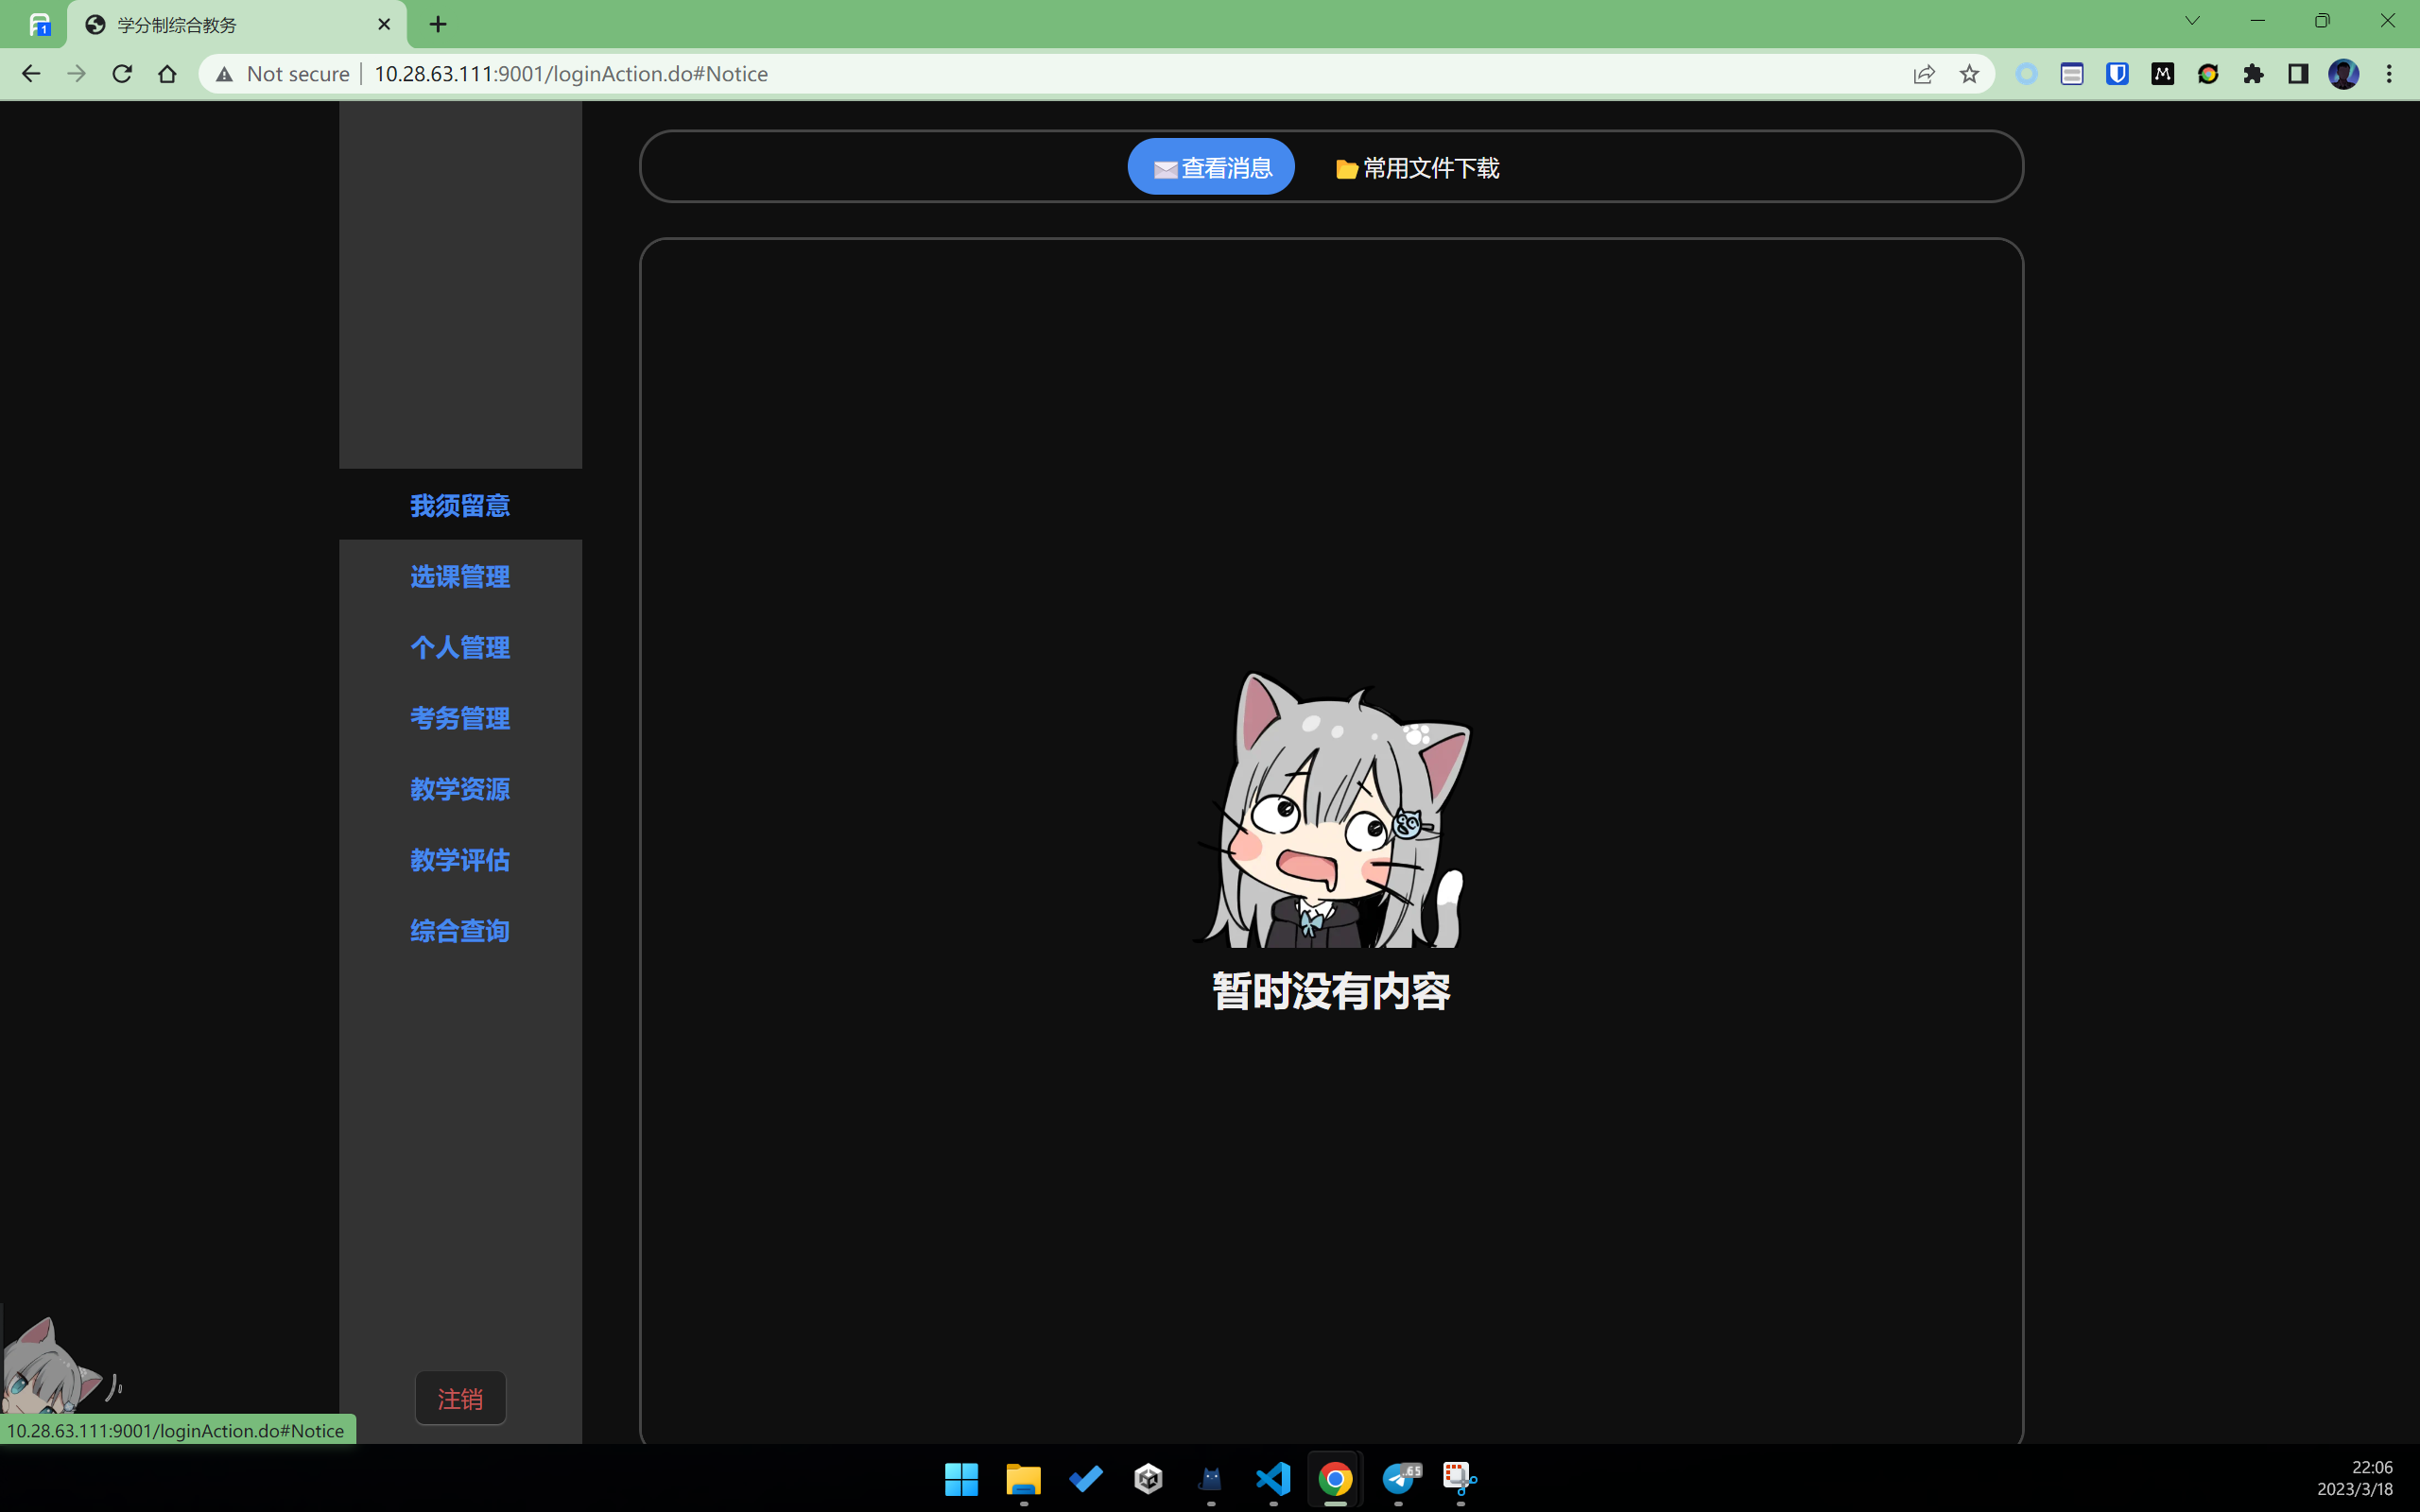 学分制综合教务
Not secure
10.28.63.111:9001/loginAction.do#Notice
查看消息
常用文件下载
我须留意
选课管理
个人管理
考务管理
教学资源
教学评估
综合查询
暂时没有内容
注销
10.28.63.111:9001/loginAction.do#Notice
22:06
2023/3/18